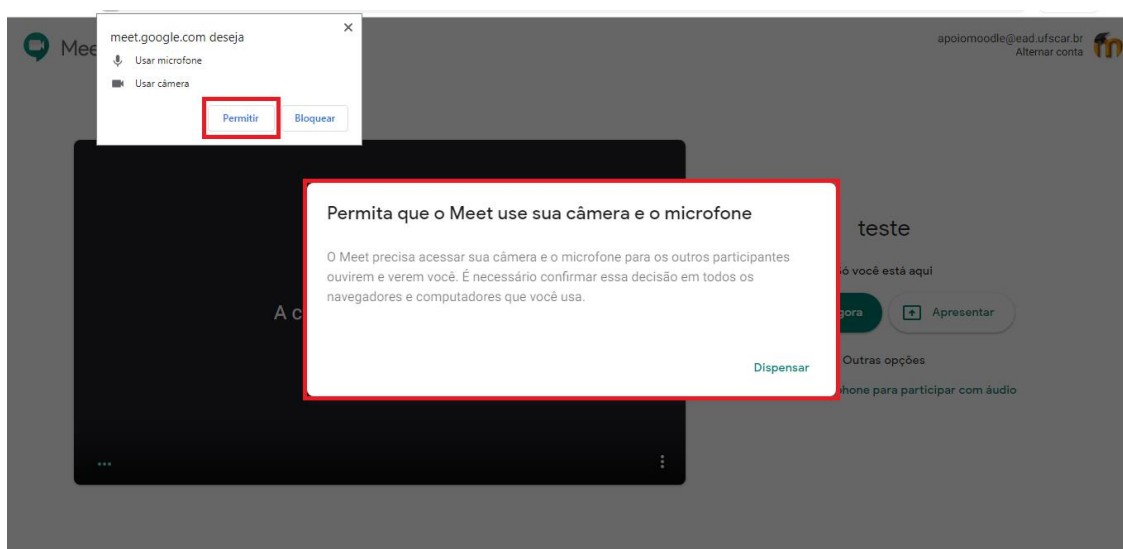 meet.google.com deseja
Usar microfone
Usar câmera
Permitir
Bloquear
Mee
apoiomoodle@ead.ufscar.br
Alternar conta
Permita que o Meet use sua câmera e o microfone
O Meet precisa acessar sua câmera e o microfone para os outros participantes
ouvirem e verem você. É necessário confirmar essa decisão em todos os
navegadores e computadores que você usa.
Dispensar
A c
teste
ó você está aqui
gora
Apresentar
Outras opções
phone para participar com áudio